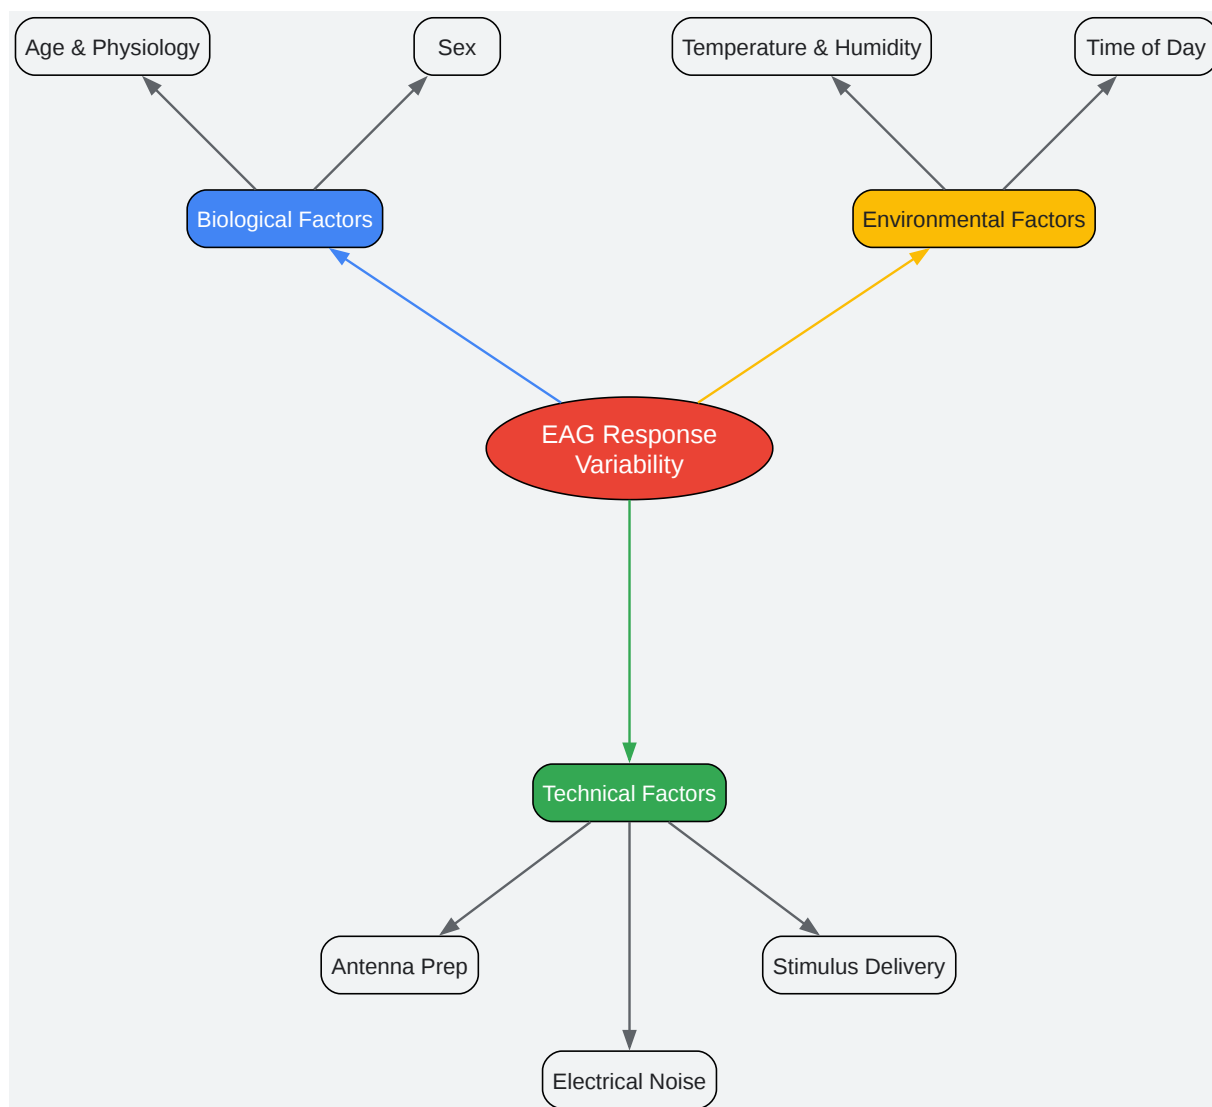 Age & Physiology
Sex
Temperature & Humidity
Time of Day
Biological Factors
Environmental Factors
EAG Response
Variability
Technical Factors
Antenna Prep
Stimulus Delivery
Electrical Noise